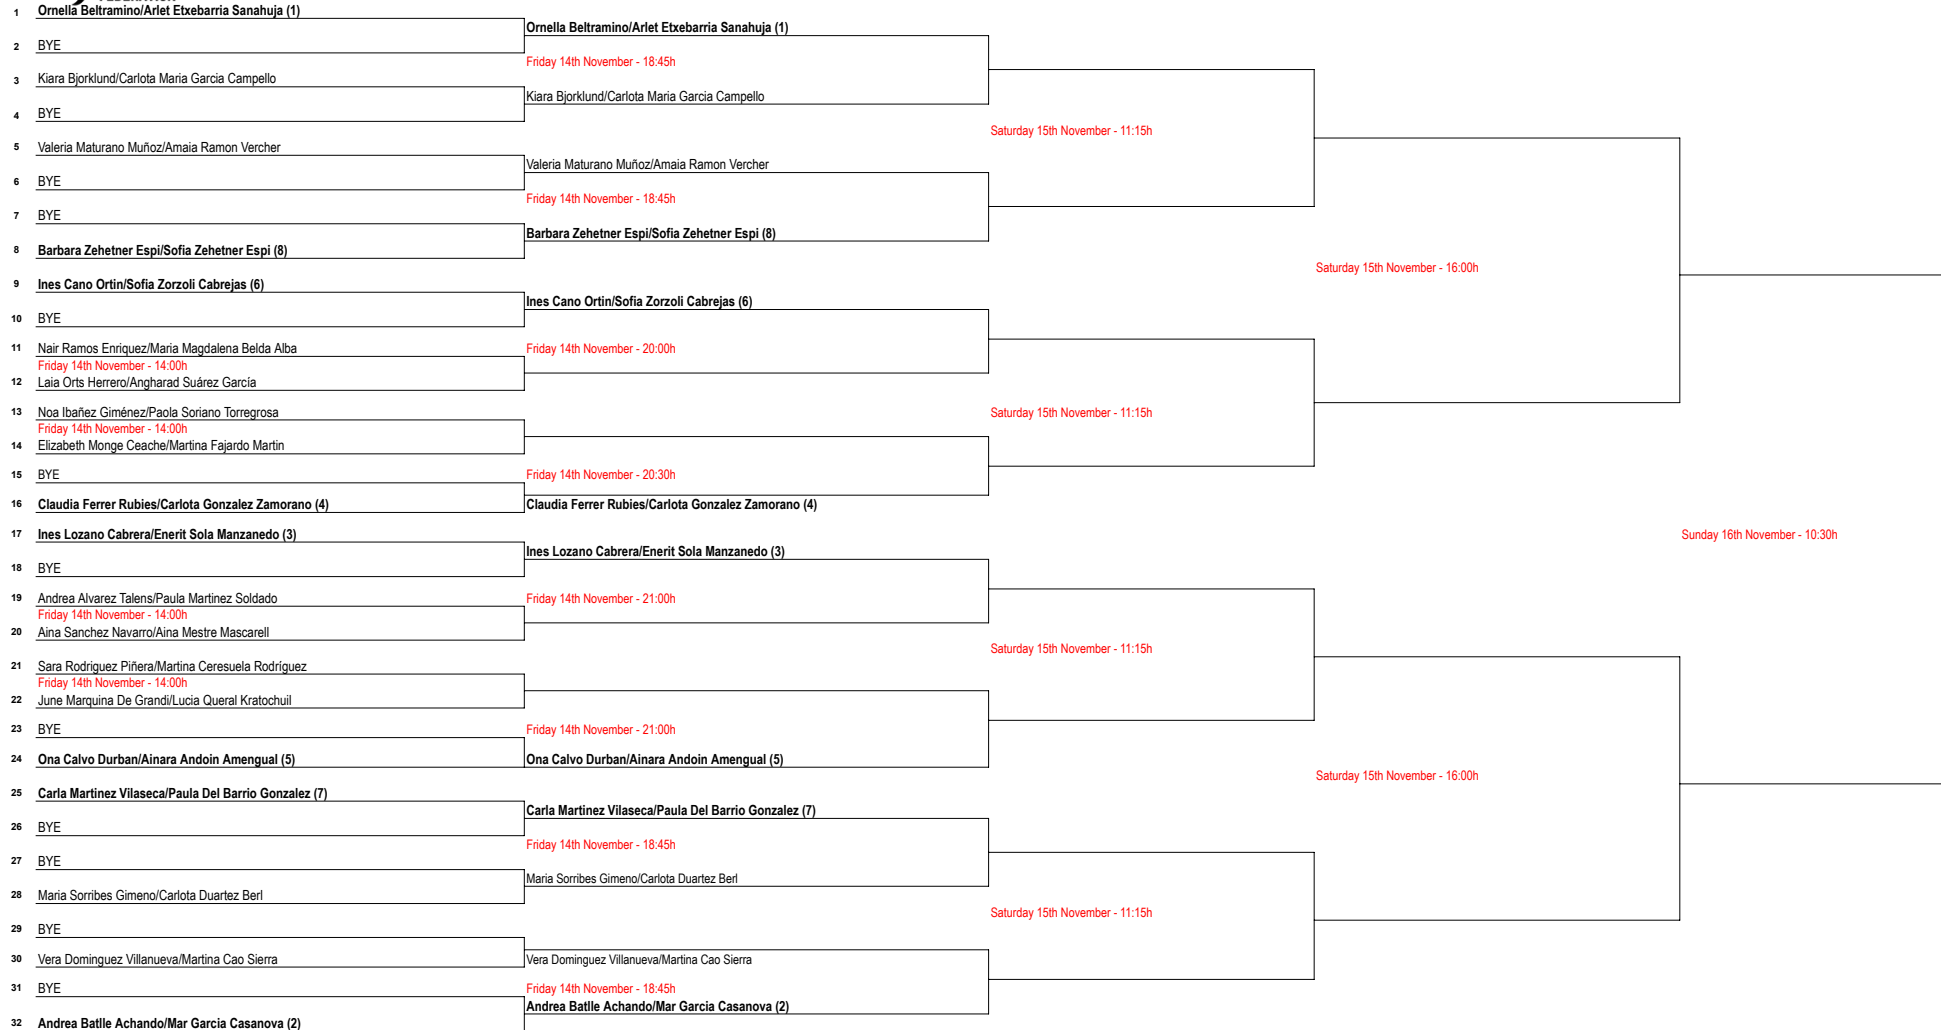 FEDERATION
1 Ornella Beltramino/Arlet Etxebarria Sanahuja (1)
Ornella Beltramino/Arlet Etxebarria Sanahuja (1)
2 BYE
Friday 14th November - 18:45h
3 Kiara Bjorklund/Carlota Maria Garcia Campello
Kiara Bjorklund/Carlota Maria Garcia Campello
4 BYE
Saturday 15th November - 11:15h
5 Valeria Maturano Muñoz/Amaia Ramon Vercher
Valeria Maturano Muñoz/Amaia Ramon Vercher
6 BYE
Friday 14th November - 18:45h
7 BYE
Barbara Zehetner Espi/Sofia Zehetner Espi (8)
8 Barbara Zehetner Espi/Sofia Zehetner Espi (8)
Saturday 15th November - 16:00h
9 Ines Cano Ortin/Sofia Zorzoli Cabrejas (6)
Ines Cano Ortin/Sofia Zorzoli Cabrejas (6)
10 BYE
11 Nair Ramos Enriquez/Maria Magdalena Belda Alba
Friday 14th November - 20:00h
Friday 14th November - 14:00h
12 Laia Orts Herrero/Angharad Suárez García
13 Noa Ibañez Giménez/Paola Soriano Torregrosa
Saturday 15th November - 11:15h
Friday 14th November - 14:00h
14 Elizabeth Monge Ceache/Martina Fajardo Martin
15 BYE
Friday 14th November - 20:30h
16 Claudia Ferrer Rubies/Carlota Gonzalez Zamorano (4)
Claudia Ferrer Rubies/Carlota Gonzalez Zamorano (4)
17 Ines Lozano Cabrera/Enerit Sola Manzanedo (3)
Sunday 16th November - 10:30h
Ines Lozano Cabrera/Enerit Sola Manzanedo (3)
18 BYE
19 Andrea Alvarez Talens/Paula Martinez Soldado
Friday 14th November - 21:00h
Friday 14th November - 14:00h
20 Aina Sanchez Navarro/Aina Mestre Mascarell
Saturday 15th November - 11:15h
21 Sara Rodriguez Piñera/Martina Ceresuela Rodríguez
Friday 14th November - 14:00h
22 June Marquina De Grandi/Lucia Queral Kratochuil
23 BYE
Friday 14th November - 21:00h
24 Ona Calvo Durban/Ainara Andoin Amengual (5)
Ona Calvo Durban/Ainara Andoin Amengual (5)
Saturday 15th November - 16:00h
25 Carla Martinez Vilaseca/Paula Del Barrio Gonzalez (7)
Carla Martinez Vilaseca/Paula Del Barrio Gonzalez (7)
26 BYE
Friday 14th November - 18:45h
27 BYE
Maria Sorribes Gimeno/Carlota Duartez Berl
28 Maria Sorribes Gimeno/Carlota Duartez Berl
Saturday 15th November - 11:15h
29 BYE
30 Vera Dominguez Villanueva/Martina Cao Sierra
Vera Dominguez Villanueva/Martina Cao Sierra
31 BYE
Friday 14th November - 18:45h
Andrea Batlle Achando/Mar Garcia Casanova (2)
32 Andrea Batlle Achando/Mar Garcia Casanova (2)